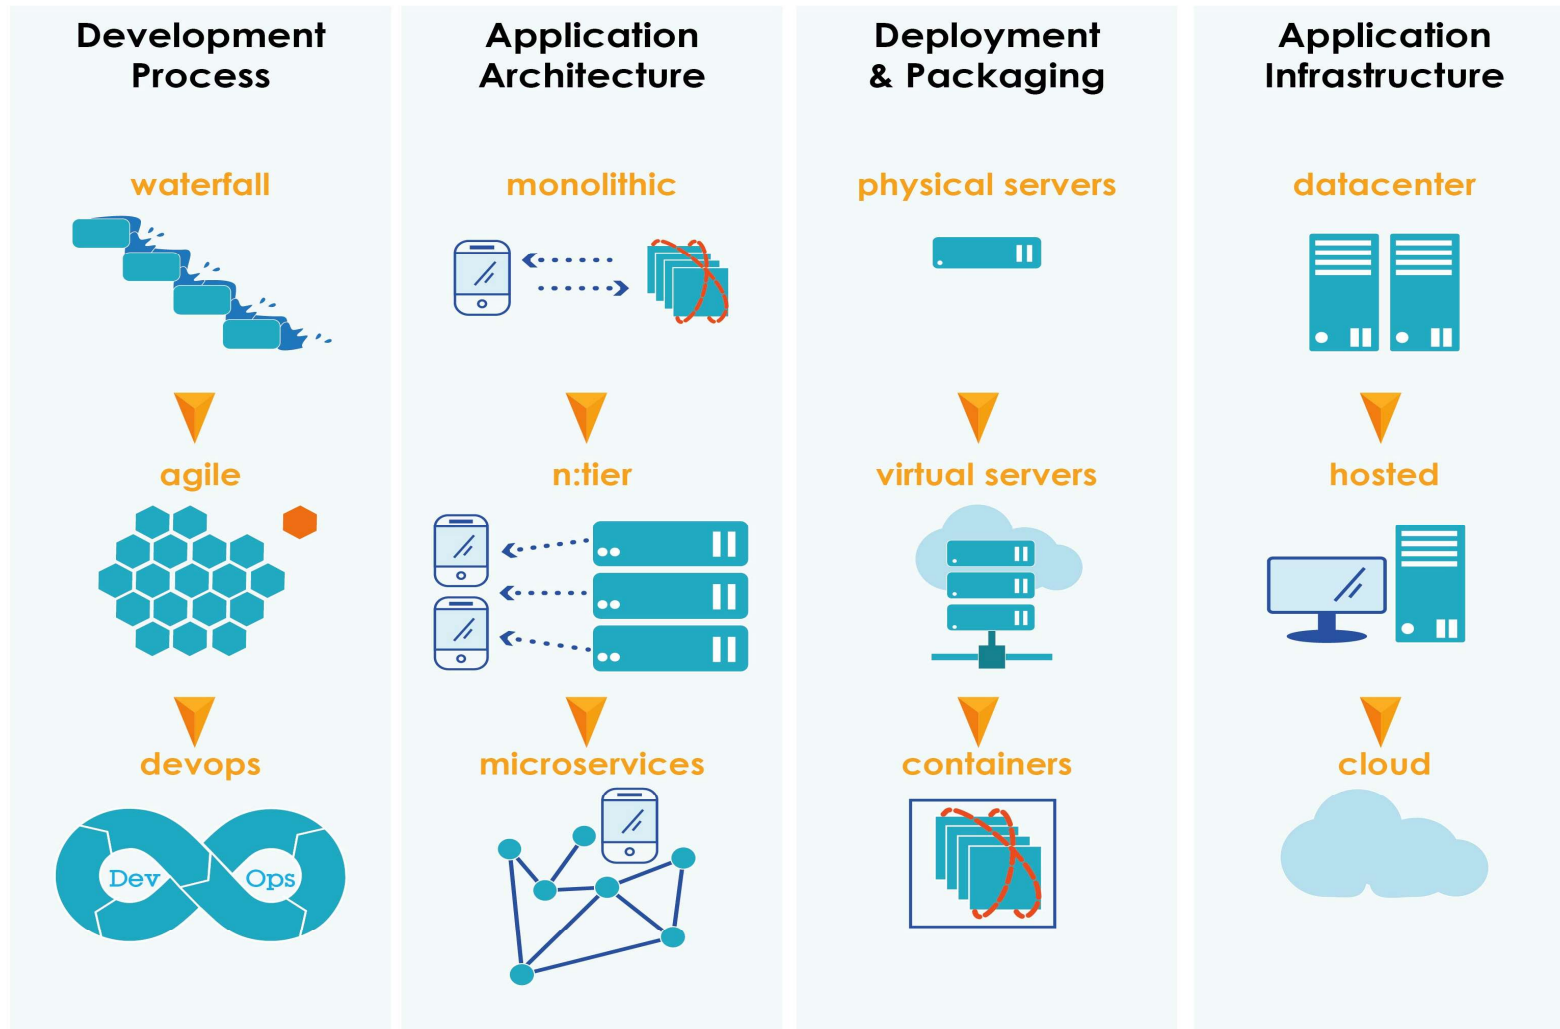 Development
Process
waterfall
agile
devops
Dev
Ops
Application
Architecture
monolithic
n:tier
microservices
Deployment
& Packaging
physical servers
virtual servers
containers
Application
Infrastructure
datacenter
hosted
cloud